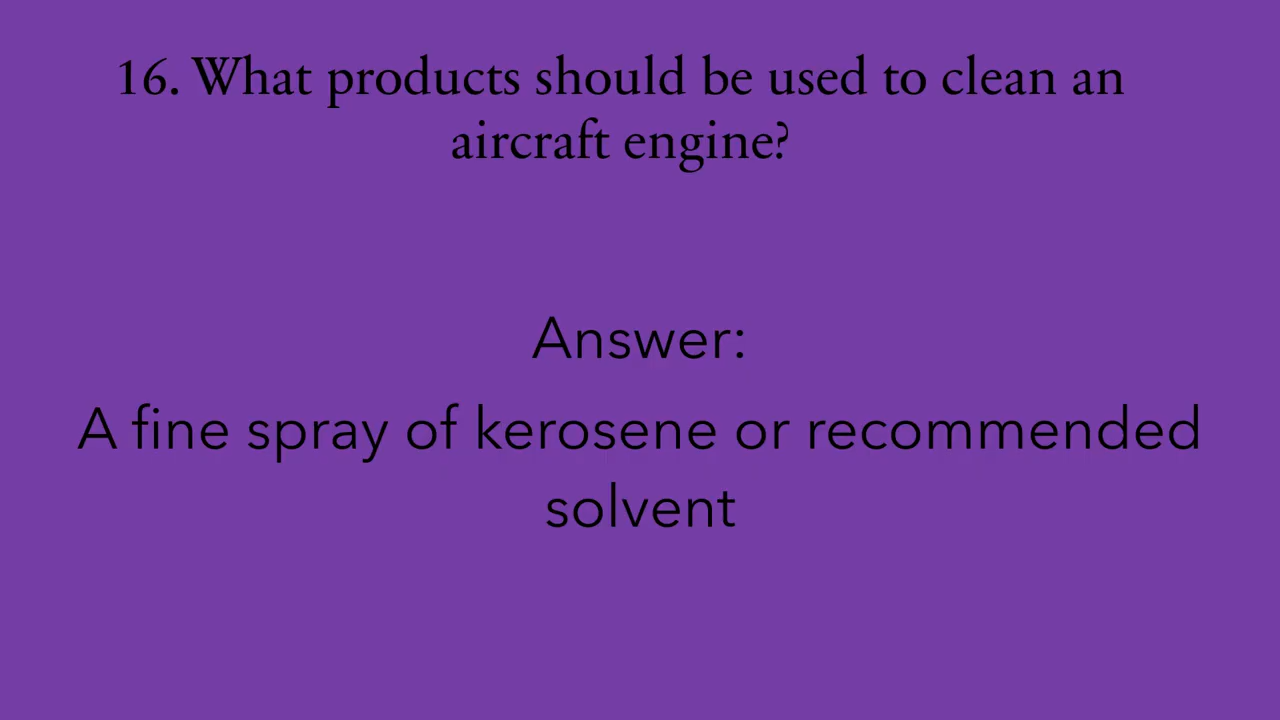 16. What products should be used to clean an
aircraft engine?
Answer:
A fine spray of kerosene or recommended
solvent